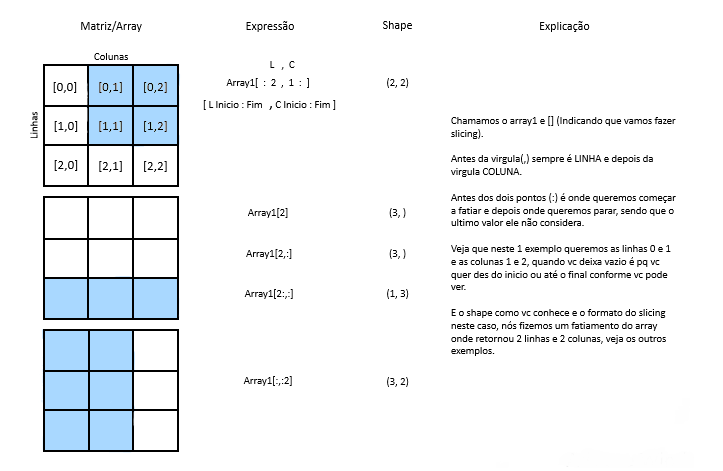 Matriz/Array
Expressão
Shape
Explicação
Colunas
Linhas
[0,0] [0,1] [0,2]
[1,0] [1,1] [1,2]
[2,0] [2,1] [2,2]
L , C
Array1[ : 2 , 1 : ]
(2, 2)
[ L Inicio : Fim , C Inicio : Fim ]
Array1[2]
(3, )
Array1[2,:]
(3, )
Array1[2:,:]
(1, 3)
Array1[:,:2]
(3, 2)
Chamamos o array1 e [] (Indicando que vamos fazer
slicing).
Antes da virgula(,) sempre é LINHA e depois da
virgula COLUNA.
Antes dos dois pontos (:) é onde queremos começar
a fatiar e depois onde queremos parar, sendo que o
ultimo valor ele não considera.
Veja que neste 1 exemplo queremos as linhas 0 e 1
e as colunas 1 e 2, quando vc deixa vazio é pq vc
quer des do inicio ou até o final conforme vc pode
ver.
E o shape como vc conhece e o formato do slicing
neste caso, nós fizemos um fatiamento do array
onde retornou 2 linhas e 2 colunas, veja os outros
exemplos.